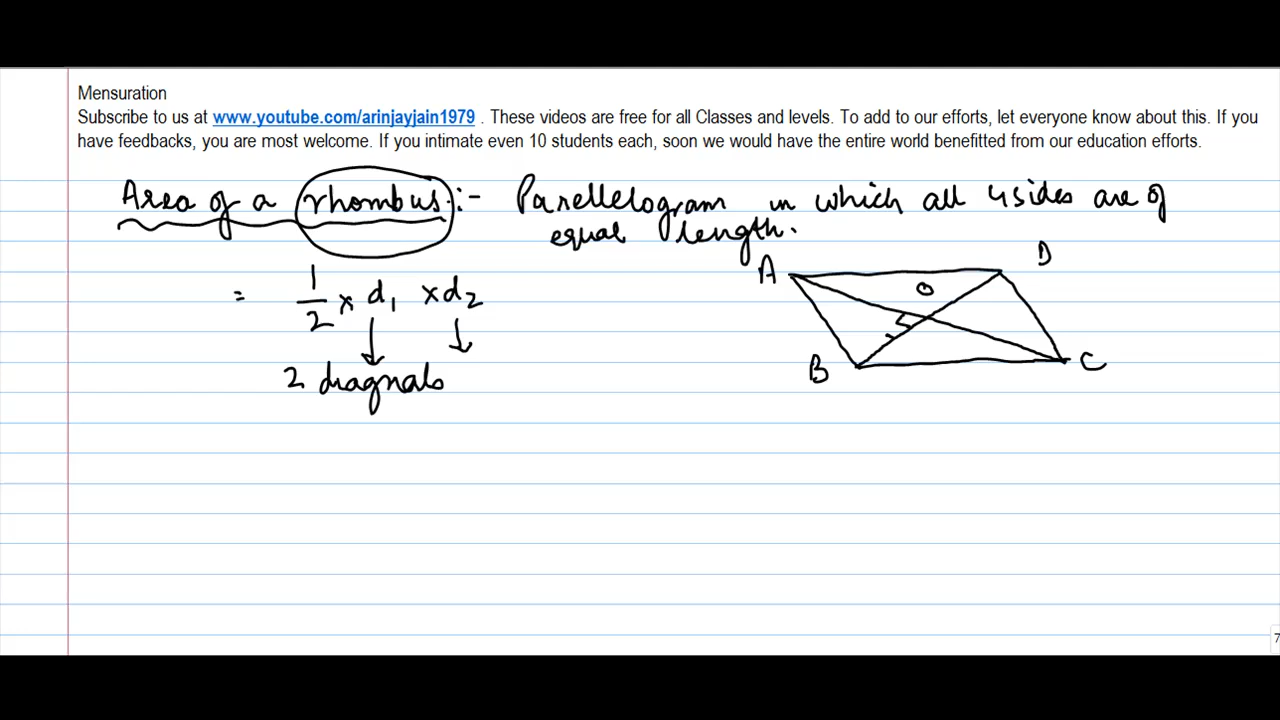 Mensuration
Subscribe to us at www.youtube.com/arinjayjain1979 . These videos are free for all Classes and levels. To add to our efforts, let everyone know about this. If you
have feedbacks, you are most welcome. If you intimate even 10 students each, soon we would have the entire world benefitted from our education efforts.
Area of a rhombus :- Parellelogram in which all 4 sides are of
equal length.
A D
O
= 1/2 × d1 × d2
B C
2 diagnals
7